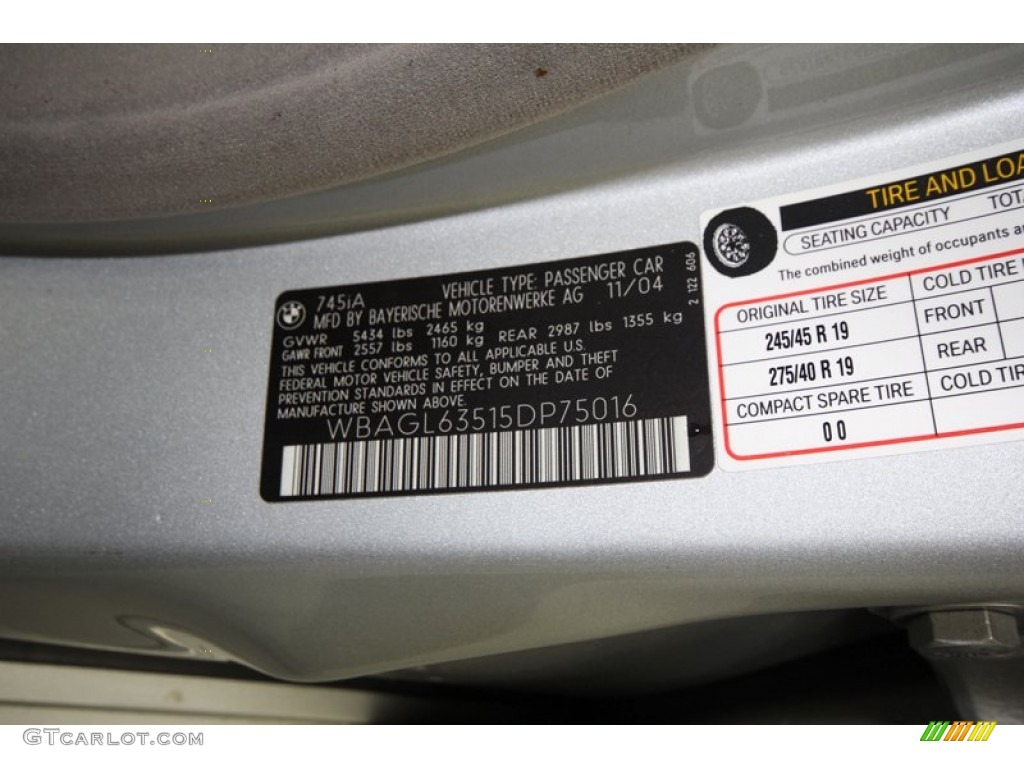 745iA VEHICLE TYPE: PASSENGER CAR
MFD BY BAYERISCHE MOTORENWERKE AG 11/04
GVWR 5434 lbs 2465 kg
GAWR FRONT 2557 lbs 1160 kg REAR 2987 lbs 1355 kg
THIS VEHICLE CONFORMS TO ALL APPLICABLE U.S.
FEDERAL MOTOR VEHICLE SAFETY, BUMPER AND THEFT
PREVENTION STANDARDS IN EFFECT ON THE DATE OF
MANUFACTURE SHOWN ABOVE.
WBAGL63515DP75016
2 122 606
TIRE AND
SEATING CAPACITY
The combined weight of occupants
ORIGINAL TIRE SIZE COLD TIRE
245/45 R 19 FRONT
275/40 R 19 REAR
COMPACT SPARE TIRE COLD
0 0
GTCARLOT.COM